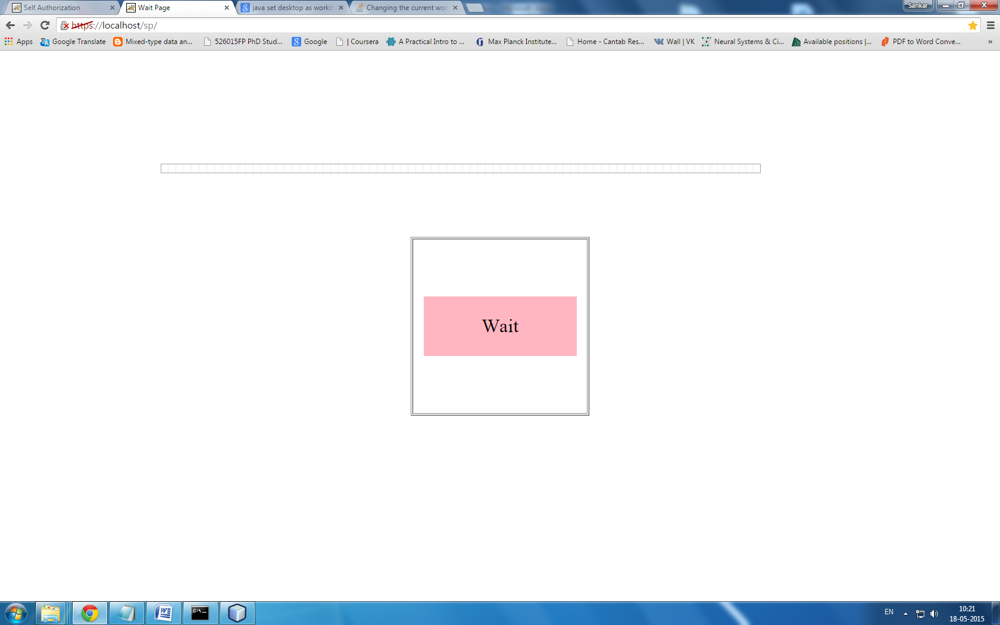 Self Authorization
Wait Page
java set desktop as workin
Changing the current wor
Sankar
https://localhost/sp/
Apps
Google Translate
Mixed-type data an...
526015FP PhD Stud...
Google
| Coursera
A Practical Intro to ...
Max Planck Institute...
Home - Cantab Res...
Wall | VK
Neural Systems & Ci...
Available positions |...
PDF to Word Conve...
»
Wait
EN
10:21
18-05-2015